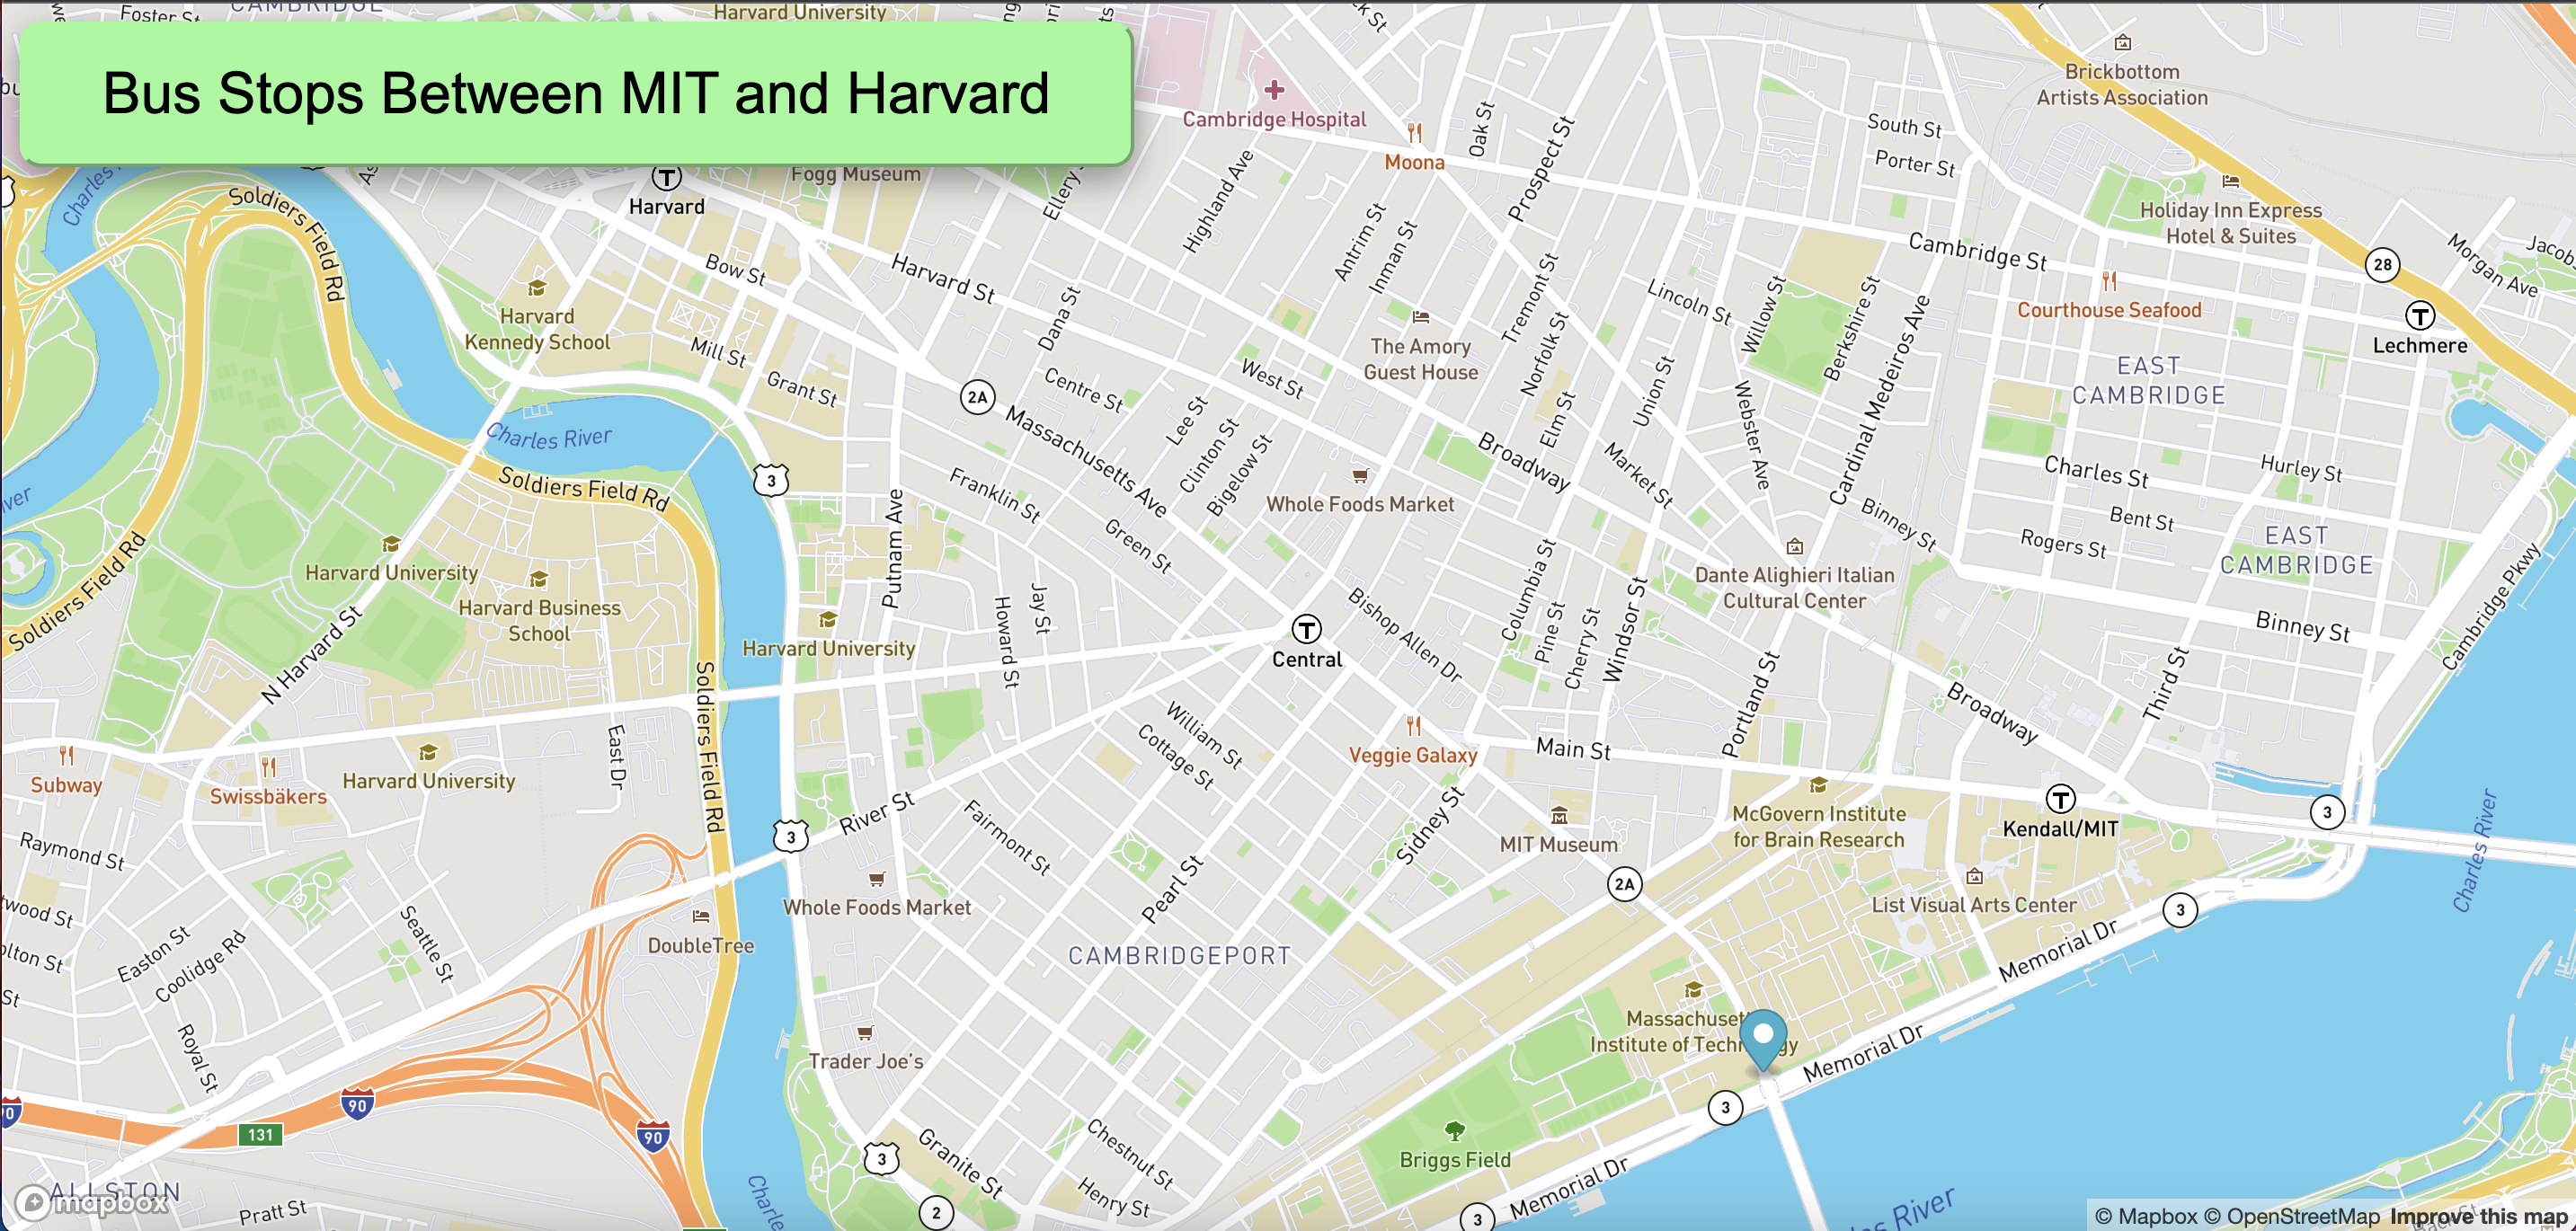 Foster St
CAMBRIDGE
Harvard University
Bus Stops Between MIT and Harvard
Cambridge Hospital
Moona
Oak St
Prospect St
South St
Porter St
Brickbottom
Artists Association
Holiday Inn Express
Hotel & Suites
Morgan Ave
28
Lechmere
Charles
Soldiers Field Rd
Harvard
Fogg Museum
Ellery
Highland Ave
Antrim St
Inman St
Tremont St
Norfolk St
Lincoln St
Willow St
Berkshire St
Cambridge St
Courthouse Seafood
Cardinal Medeiros Ave
EAST
CAMBRIDGE
Bow St
Harvard St
Dana St
Harvard
Kennedy School
Mill St
Grant St
2A
Massachusetts Ave
Centre St
Lee St
Clinton St
Bigelow St
West St
The Amory
Guest House
Elm St
Union St
Webster Ave
Market St
Broadway
Whole Foods Market
Charles St
Hurley St
Bent St
Rogers St
Binney St
EAST
CAMBRIDGE
Binney St
Cambridge Pkwy
Charles River
Soldiers Field Rd
3
Franklin St
Green St
Putnam Ave
Jay St
Howard St
Harvard University
Harvard Business
School
Harvard University
Soldiers Field Rd
N Harvard St
Central
Bishop Allen Dr
Columbia St
Pine St
Cherry St
Windsor St
Dante Alighieri Italian
Cultural Center
Portland St
Broadway
Third St
Main St
Veggie Galaxy
William St
Cottage St
Soldiers Field Rd
East Dr
Subway
Swissbäkers
Harvard University
Raymond St
River St
3
Fairmont St
Pearl St
Sidney St
MIT Museum
McGovern Institute
for Brain Research
Kendall/MIT
3
Charles River
2A
List Visual Arts Center
3
Memorial Dr
Whole Foods Market
DoubleTree
CAMBRIDGEPORT
Seattle St
Easton St
Coolidge Rd
Royal St
Trader Joe's
Massachuset
Institute of Tech gy
Memorial Dr
3
90
90
90
131
Briggs Field
Memorial Dr
3
3
Granite St
Chestnut St
Henry St
2
ALLSTON
mapbox
Pratt St
© Mapbox © OpenStreetMap Improve this map